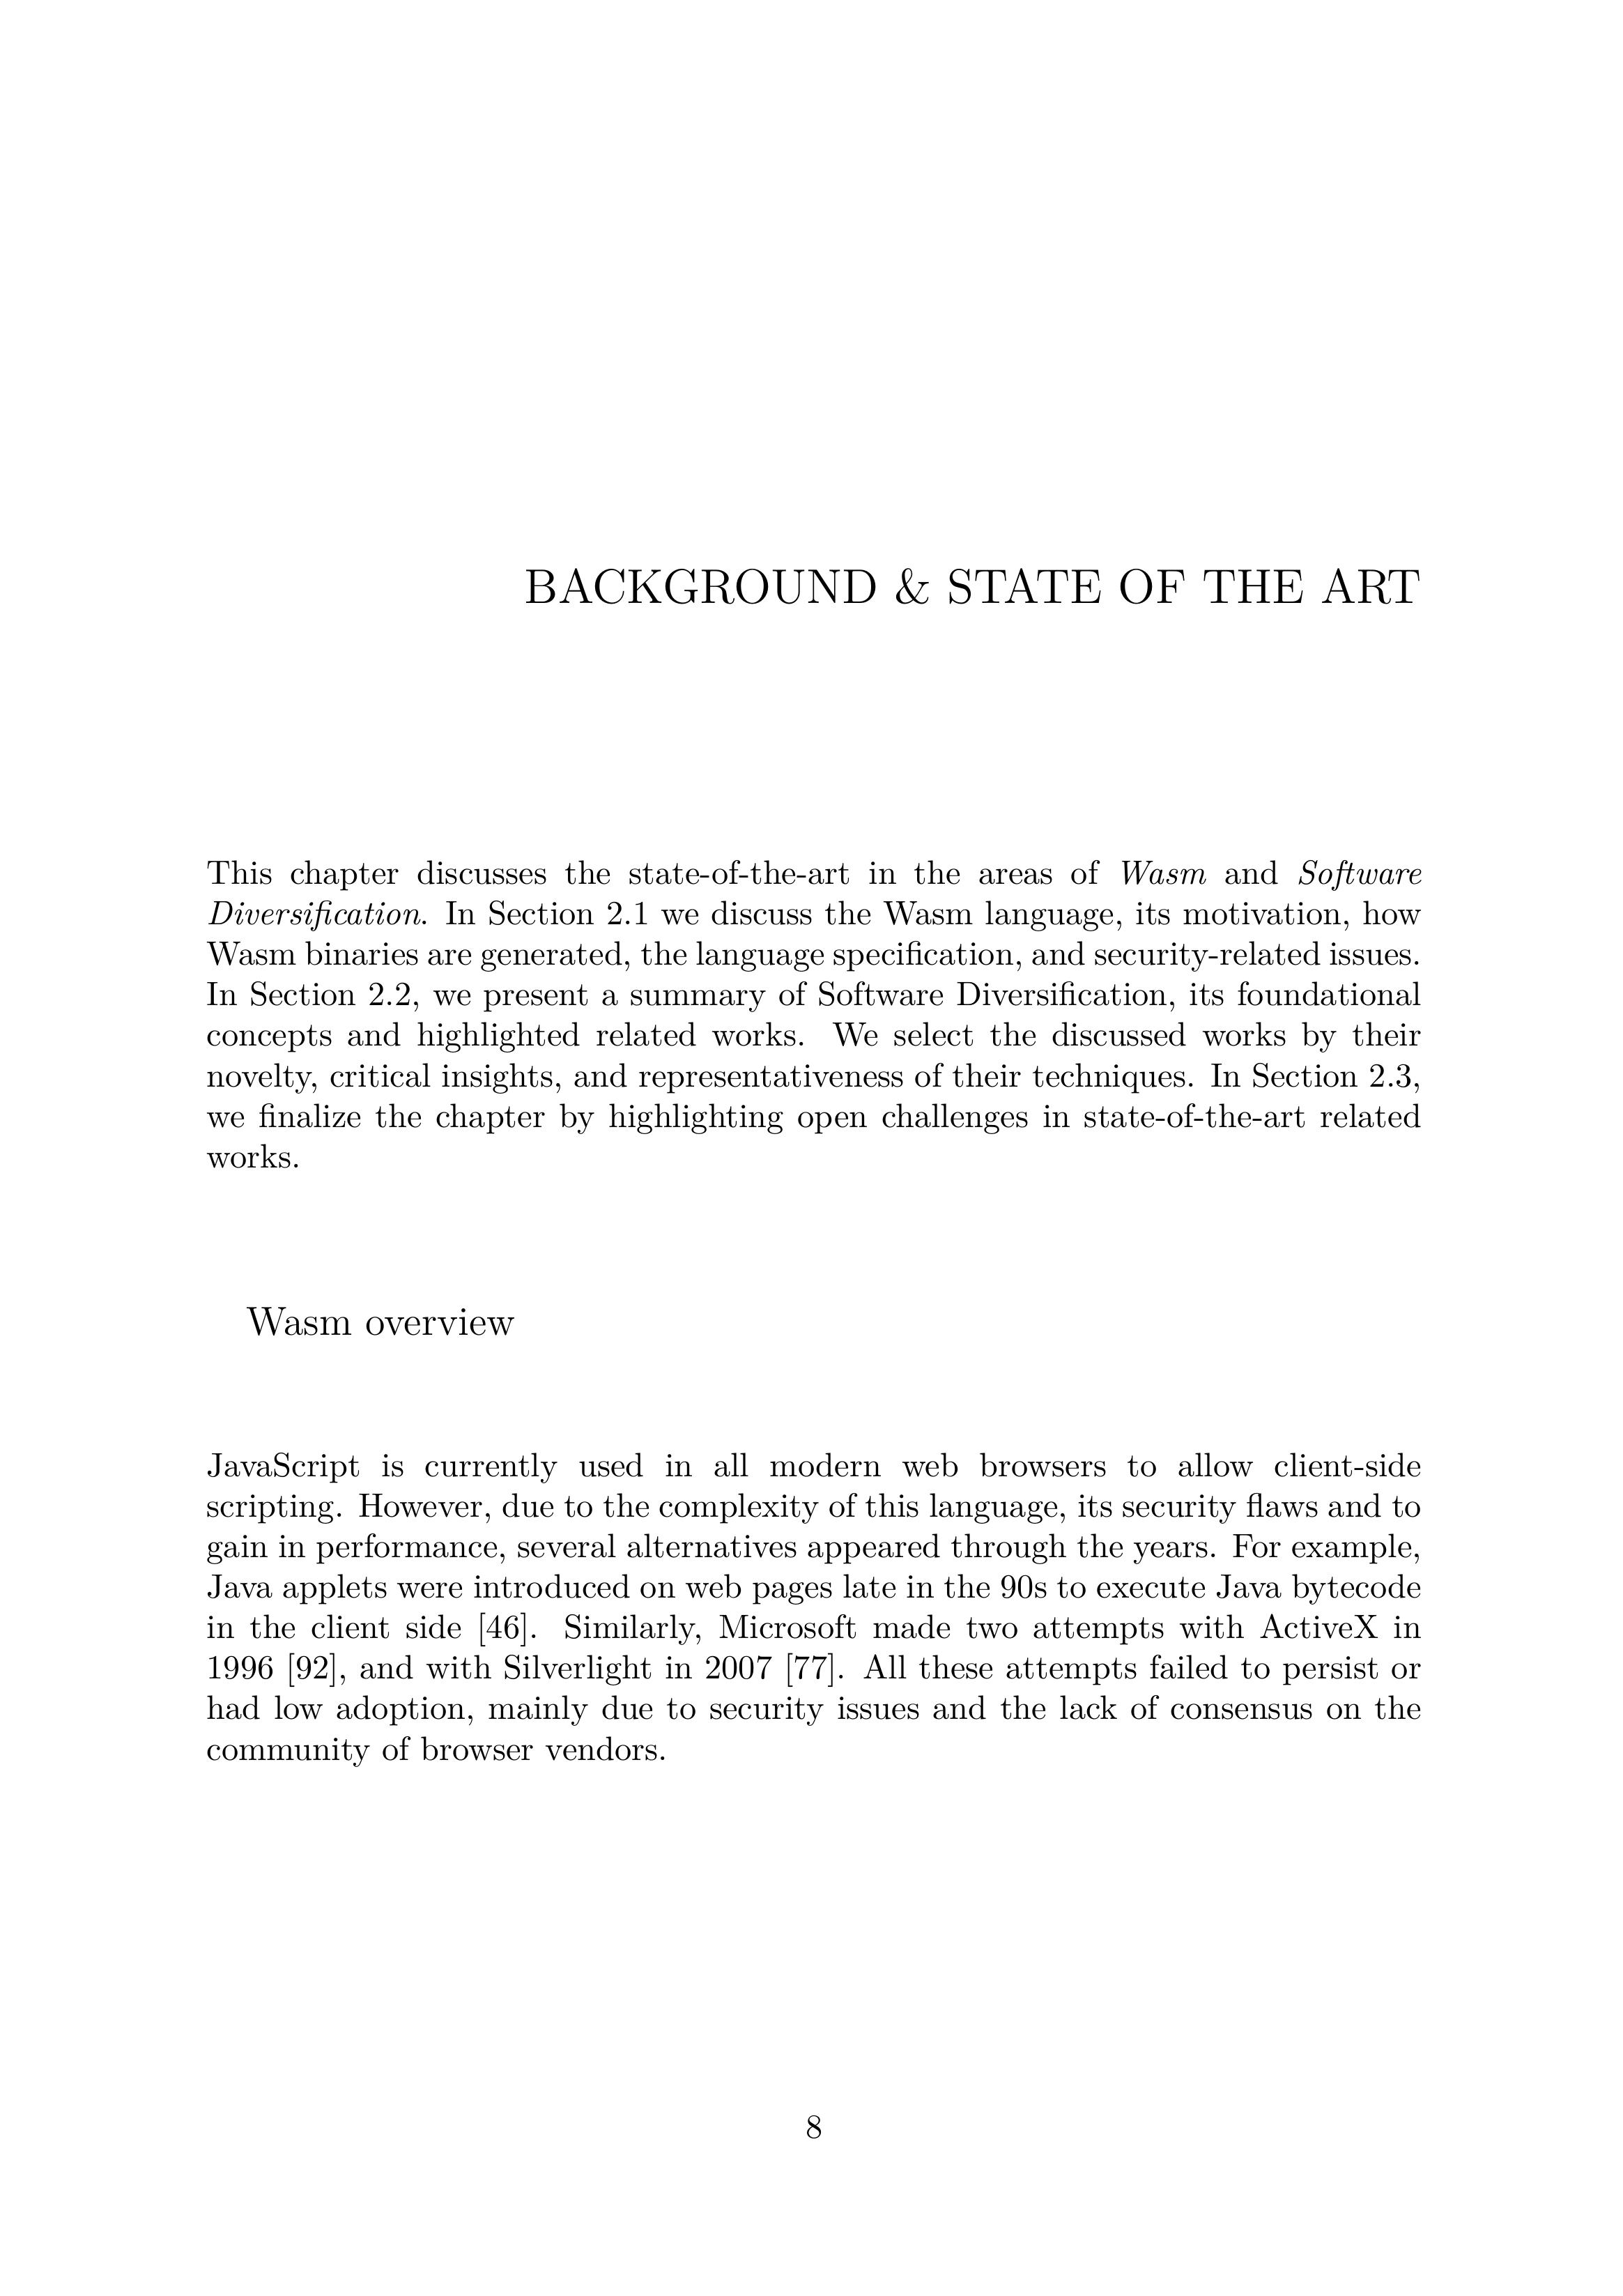 BACKGROUND & STATE OF THE ART
This chapter discusses the state-of-the-art in the areas of Wasm and Software
Diversification. In Section 2.1 we discuss the Wasm language, its motivation, how
Wasm binaries are generated, the language specification, and security-related issues.
In Section 2.2, we present a summary of Software Diversification, its foundational
concepts and highlighted related works. We select the discussed works by their
novelty, critical insights, and representativeness of their techniques. In Section 2.3,
we finalize the chapter by highlighting open challenges in state-of-the-art related
works.
Wasm overview
JavaScript is currently used in all modern web browsers to allow client-side
scripting. However, due to the complexity of this language, its security flaws and to
gain in performance, several alternatives appeared through the years. For example,
Java applets were introduced on web pages late in the 90s to execute Java bytecode
in the client side [46]. Similarly, Microsoft made two attempts with ActiveX in
1996 [92], and with Silverlight in 2007 [77]. All these attempts failed to persist or
had low adoption, mainly due to security issues and the lack of consensus on the
community of browser vendors.
8